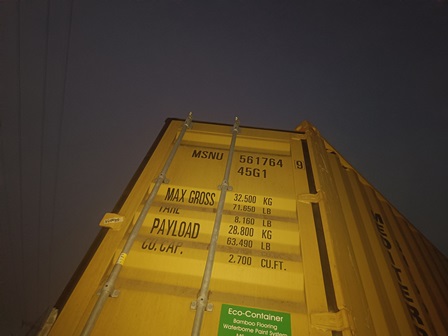 MSNU 561764 9
45G1
MAX GROSS 32.500 KG
71.650 LB
TARE
8.160 LB
PAYLOAD 28.800 KG
63.490 LB
CU. CAP.
2.700 CU.FT.
Eco-Container
Bamboo Flooring
Waterborne Paint System